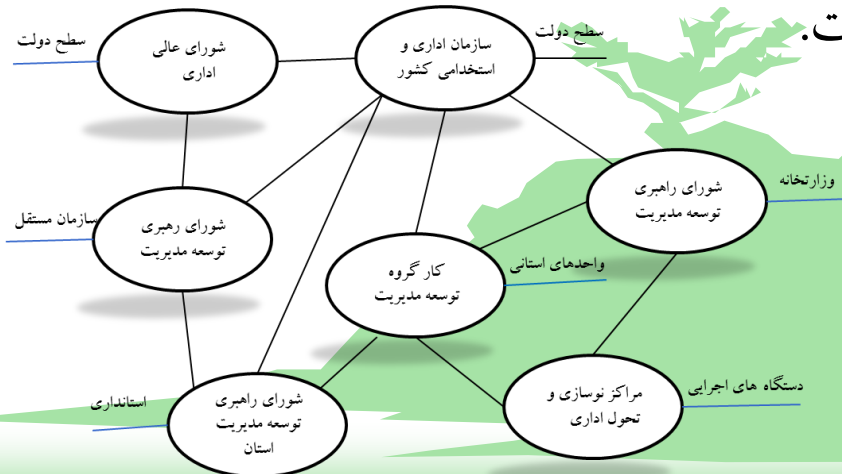 ت.
سطح دولت
سازمان اداری و
استخدامی کشور
سطح دولت
شورای عالی
اداری
وزارتخانه
شورای راهبری
توسعه مدیریت
سازمان مستقل
شورای رهبری
توسعه مدیریت
واحدهای استانی
کار گروه
توسعه مدیریت
دستگاه های اجرایی
مراکز نوسازی و
تحول اداری
استانداری
شورای راهبری
توسعه مدیریت
استان